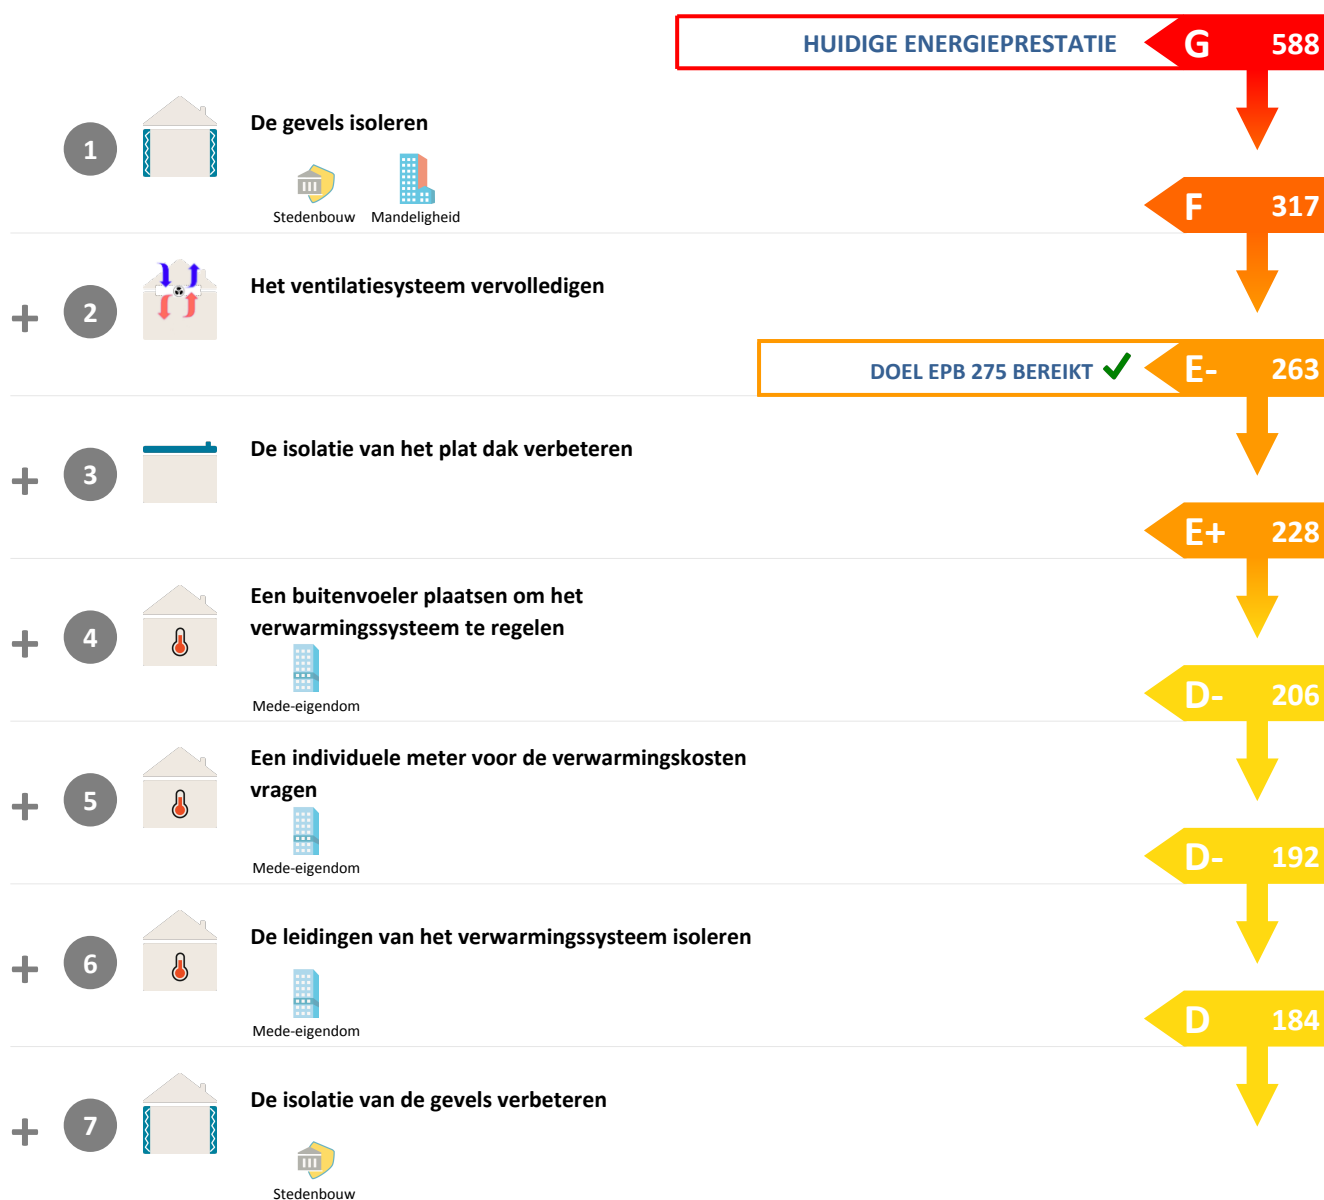 HUIDIGE ENERGIEPRESTATIE G 588
1 De gevels isoleren
Stedenbouw Mandeligheid
F 317
+ 2 Het ventilatiesysteem vervolledigen
DOEL EPB 275 BEREIKT ✓ E- 263
+ 3 De isolatie van het plat dak verbeteren
E+ 228
+ 4 Een buitenvoeler plaatsen om het
verwarmingssysteem te regelen
Mede-eigendom
D- 206
+ 5 Een individuele meter voor de verwarmingskosten
vragen
Mede-eigendom
D- 192
+ 6 De leidingen van het verwarmingssysteem isoleren
Mede-eigendom
D 184
+ 7 De isolatie van de gevels verbeteren
Stedenbouw